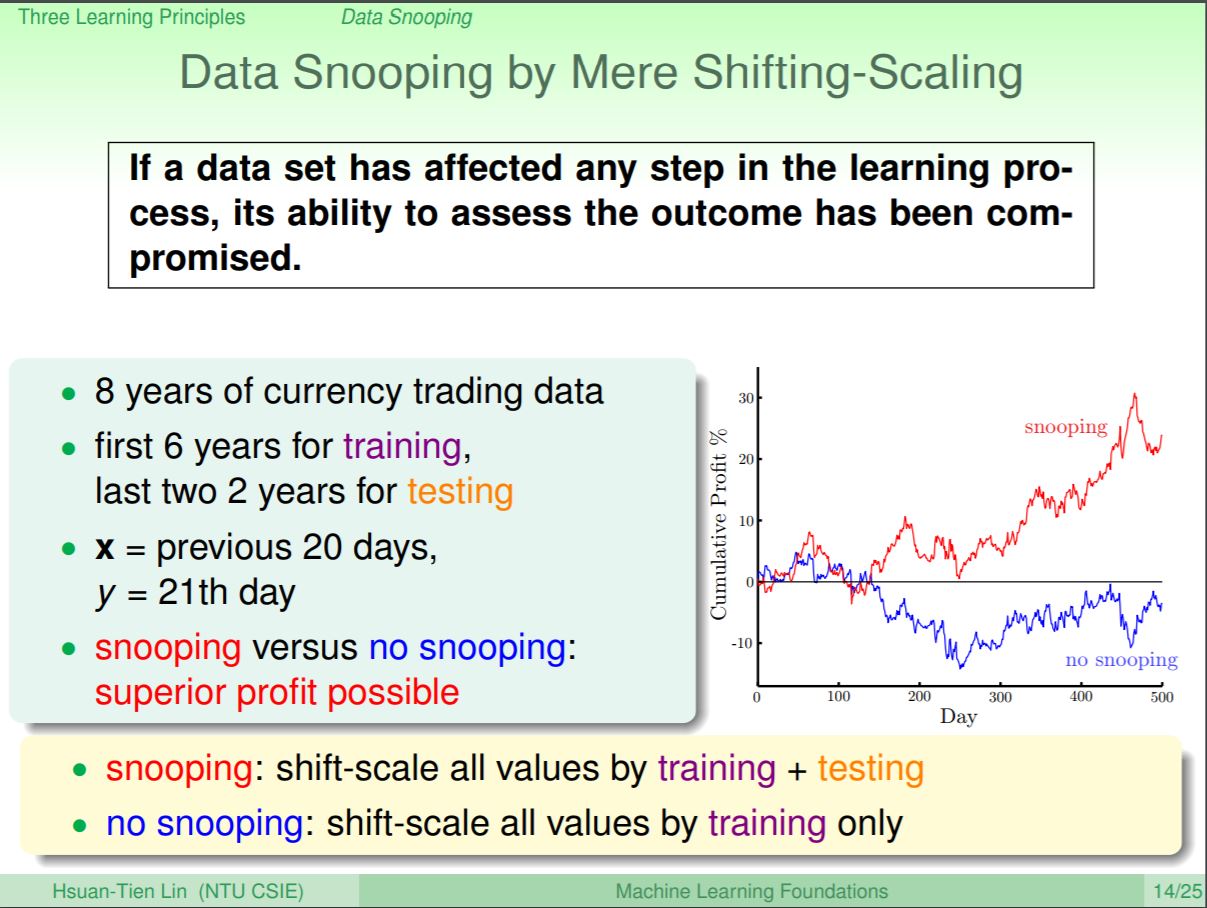 Three Learning Principles Data Snooping
Data Snooping by Mere Shifting-Scaling
If a data set has affected any step in the learning pro-
cess, its ability to assess the outcome has been com-
promised.
• 8 years of currency trading data
• first 6 years for training,
last two 2 years for testing
• x = previous 20 days,
y = 21th day
• snooping versus no snooping:
superior profit possible
Cumulative Profit %
30
20
10
0
-10
snooping
no snooping
0 100 200 300 400 500
Day
• snooping: shift-scale all values by training + testing
• no snooping: shift-scale all values by training only
Hsuan-Tien Lin (NTU CSIE) Machine Learning Foundations 14/25